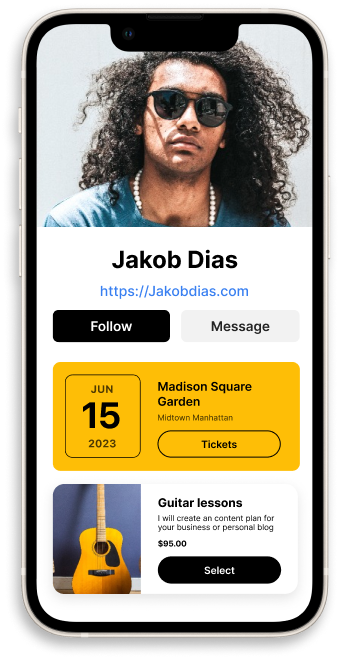 Jakob Dias
https://Jakobdias.com
Follow
Message
JUN
15
2023
Madison Square
Garden
Midtown Manhattan
Tickets
Guitar lessons
I will create an content plan for
your business or personal blog
$95.00
Select